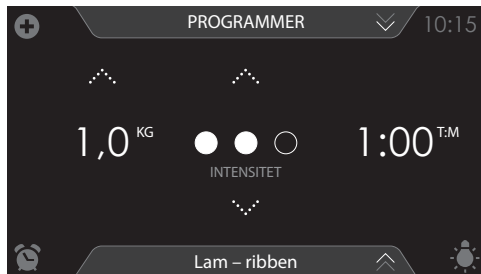 PROGRAMMER 10:15
1,0 KG 1:00 T:M
INTENSITET
Lam – ribben